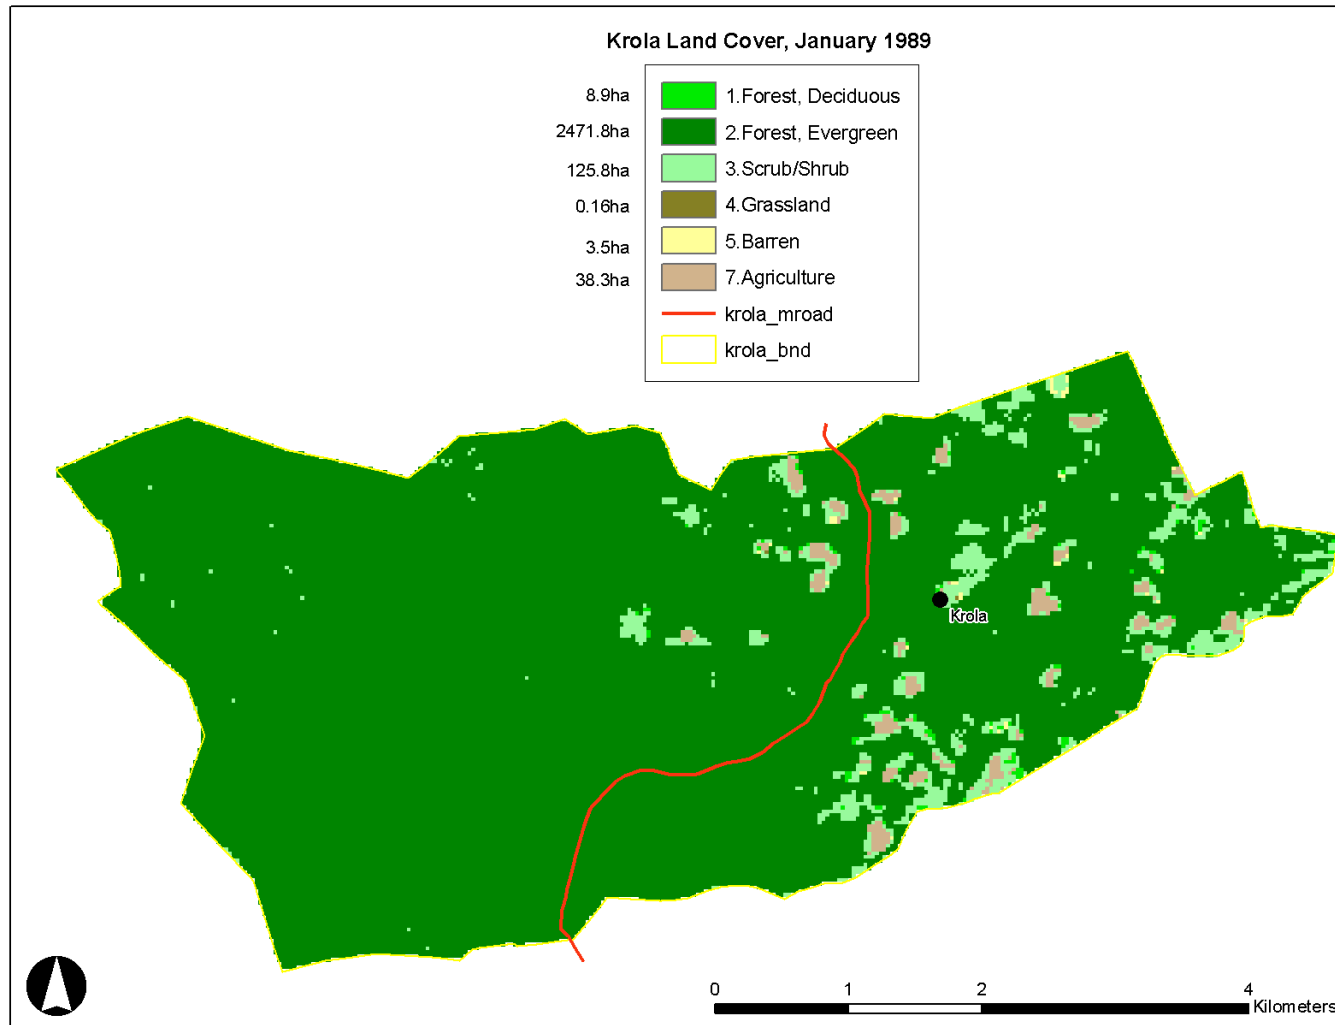 Krola Land Cover, January 1989
8.9ha 1.Forest, Deciduous
2471.8ha 2.Forest, Evergreen
125.8ha 3.Scrub/Shrub
0.16ha 4.Grassland
3.5ha 5.Barren
38.3ha 7.Agriculture
krola_mroad
krola_bnd
Krola
0 1 2 4
Kilometers